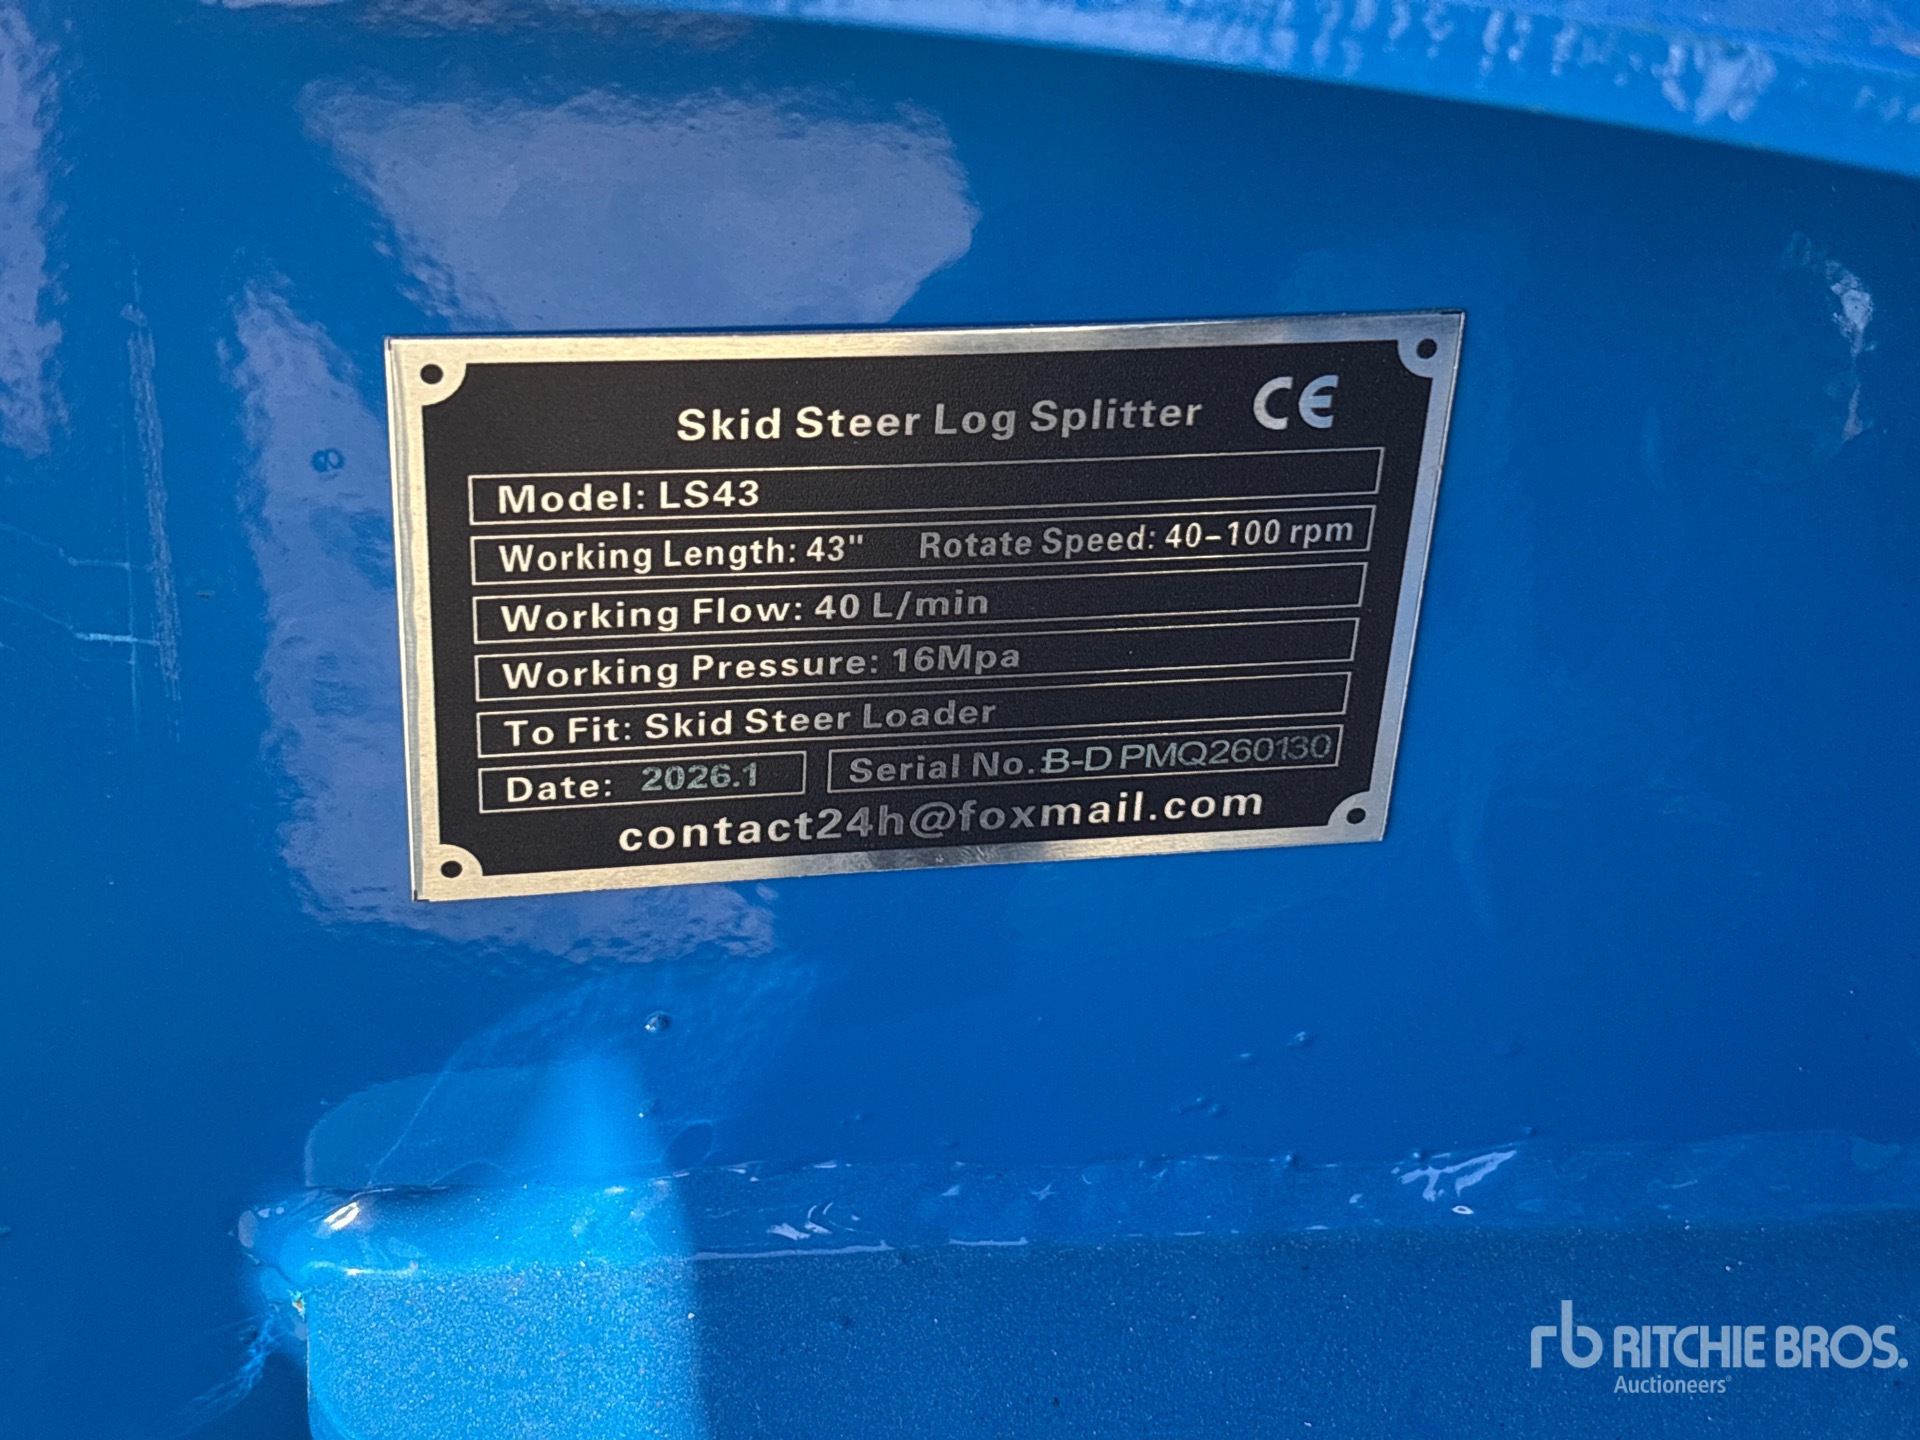 Skid Steer Log Splitter CE
Model: LS43
Working Length: 43" Rotate Speed: 40-100 rpm
Working Flow: 40 L/min
Working Pressure: 16Mpa
To Fit: Skid Steer Loader
Date: 2026.1 Serial No.: B-DPMQ260130
contact24h@foxmail.com
rb RITCHIE BROS.
Auctioneers